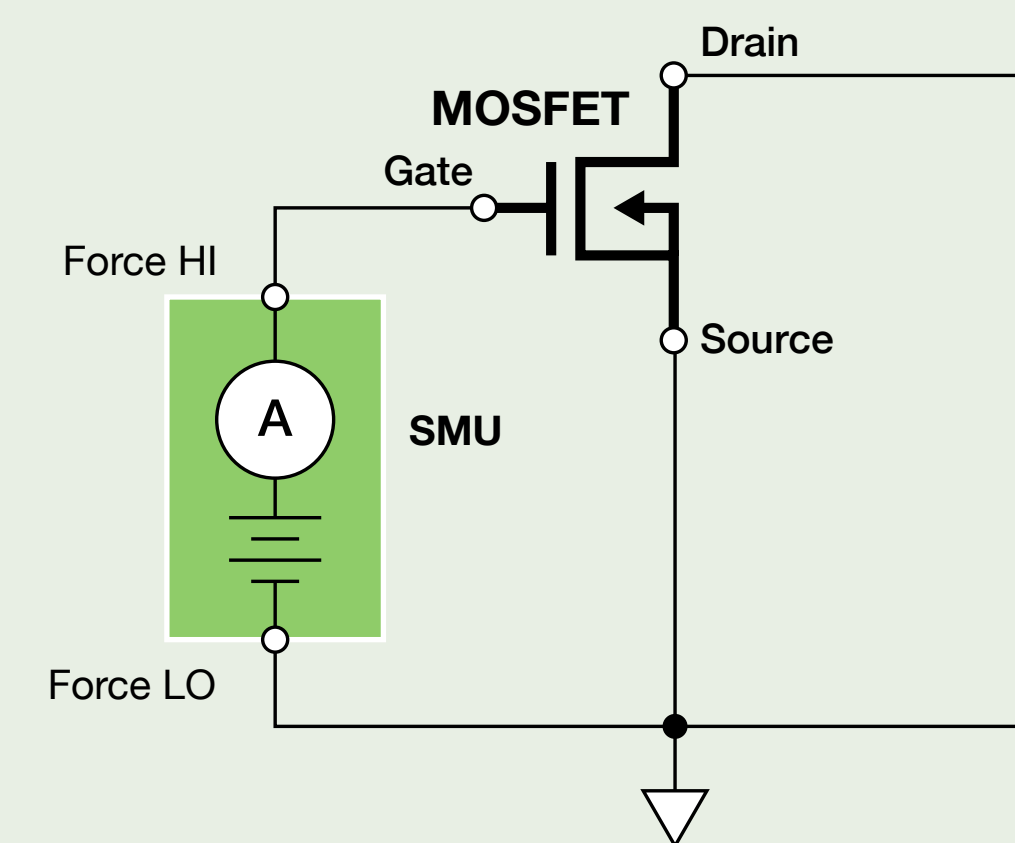 Drain
MOSFET
Gate
Force HI
Source
A
SMU
Force LO